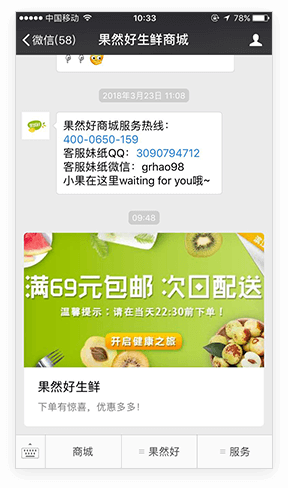 中国移动
10:33
78%
微信(58)
果然好生鲜商城
2018年3月23日 11:08
果然好商城服务热线：
400-0650-159
客服妹纸QQ：3090794712
客服妹纸微信：grhao98
小果在这里waiting for you哦~
09:48
满69元包邮 次日配送
温馨提示：请在当天22:30前下单！
开启健康之旅
果然好生鲜
下单有惊喜，优惠多多！
商城
果然好
服务